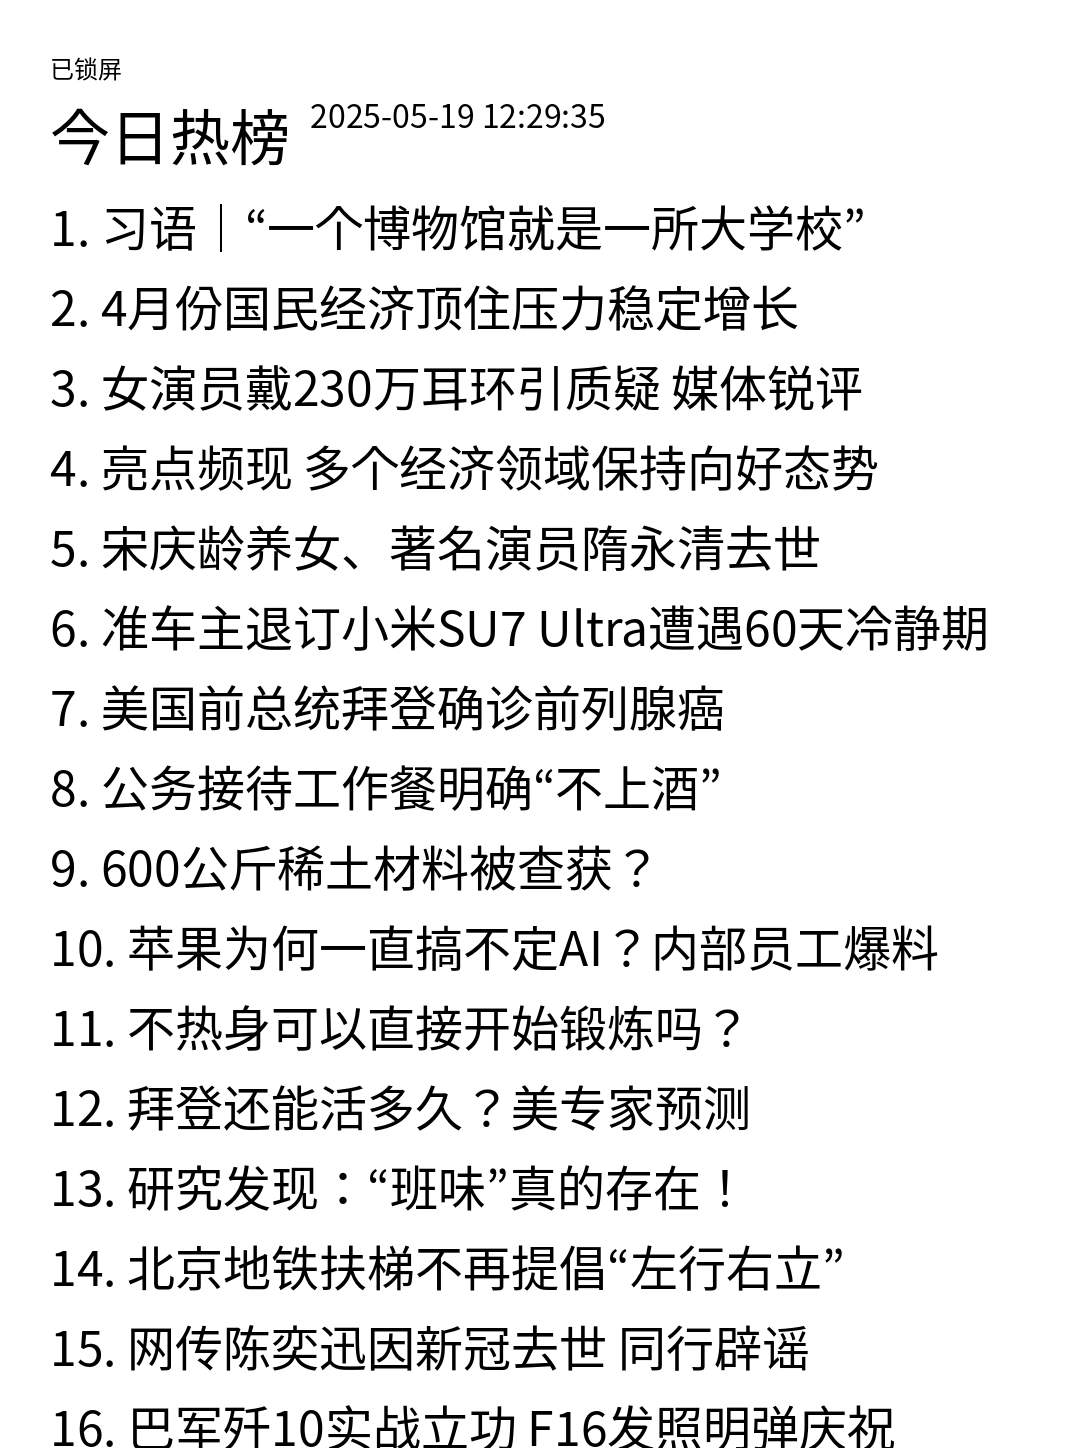 已锁屏
今日热榜 2025-05-19 12:29:35
1. 习语｜“一个博物馆就是一所大学校”
2. 4月份国民经济顶住压力稳定增长
3. 女演员戴230万耳环引质疑 媒体锐评
4. 亮点频现 多个经济领域保持向好态势
5. 宋庆龄养女、著名演员隋永清去世
6. 准车主退订小米SU7 Ultra遭遇60天冷静期
7. 美国前总统拜登确诊前列腺癌
8. 公务接待工作餐明确“不上酒”
9. 600公斤稀土材料被查获？
10. 苹果为何一直搞不定AI？内部员工爆料
11. 不热身可以直接开始锻炼吗？
12. 拜登还能活多久？美专家预测
13. 研究发现：“班味”真的存在！
14. 北京地铁扶梯不再提倡“左行右立”
15. 网传陈奕迅因新冠去世 同行辟谣
16. 巴军歼10实战立功 F16发照明弹庆祝